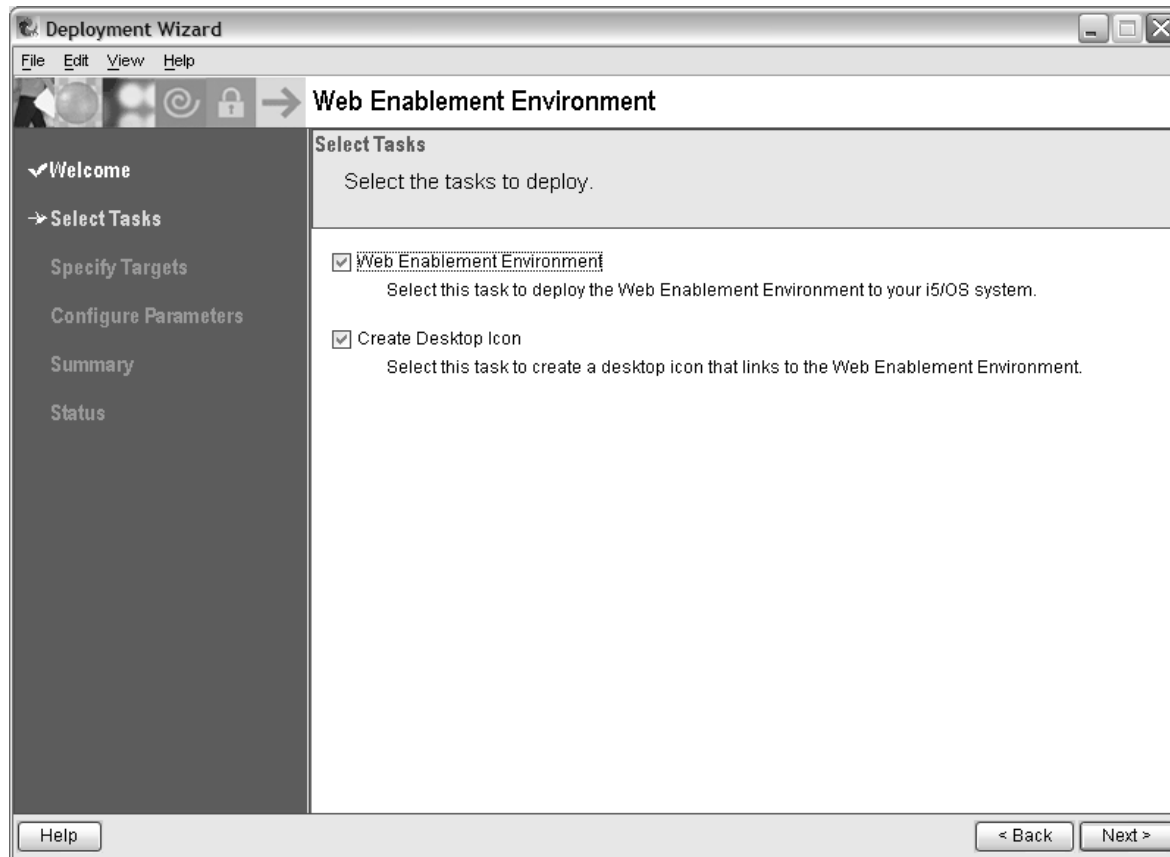 Deployment Wizard
File Edit View Help
Web Enablement Environment
Welcome
Select Tasks
Specify Targets
Configure Parameters
Summary
Status
Select Tasks
Select the tasks to deploy.
Web Enablement Environment
Select this task to deploy the Web Enablement Environment to your i5/OS system.
Create Desktop Icon
Select this task to create a desktop icon that links to the Web Enablement Environment.
Help
< Back Next >